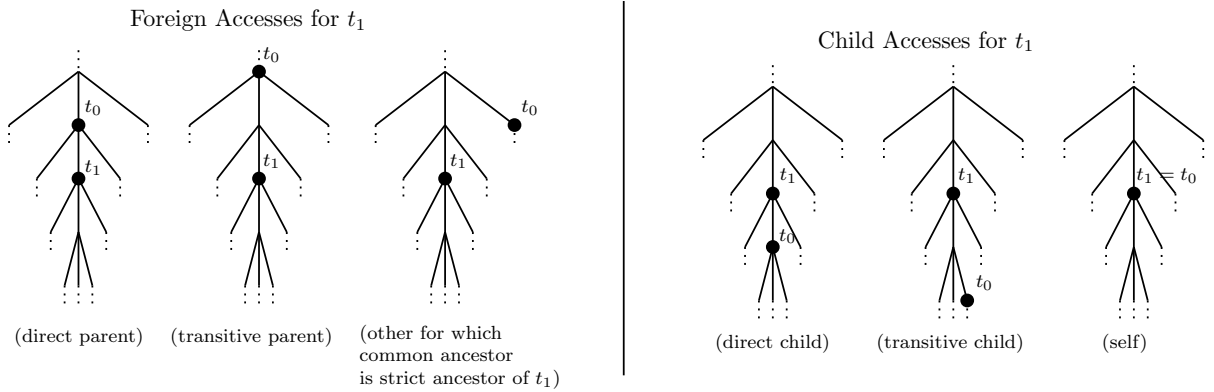 Foreign Accesses for t₁
t₀
t₁
(direct parent)
t₀
t₁
(transitive parent)
t₀
t₁
(other for which
common ancestor
is strict ancestor of t₁)
Child Accesses for t₁
t₁
t₀
(direct child)
t₁
t₀
(transitive child)
t₁ = t₀
(self)